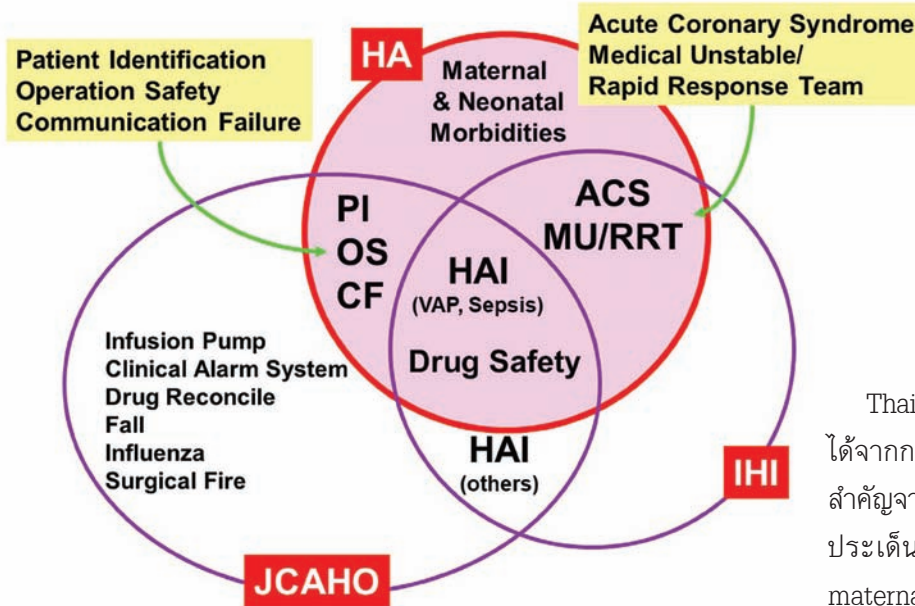 Patient Identification
Operation Safety
Communication Failure
HA
Maternal
& Neonatal
Morbidities
Acute Coronary Syndrome
Medical Unstable/
Rapid Response Team
PI
OS
CF
ACS
MU/RRT
HAI
(VAP, Sepsis)
Drug Safety
Infusion Pump
Clinical Alarm System
Drug Reconcile
Fall
Influenza
Surgical Fire
HAI
(others)
IHI
JCAHO
Thai
ได้จากก
สำคัญจา
ประเด็น
materna